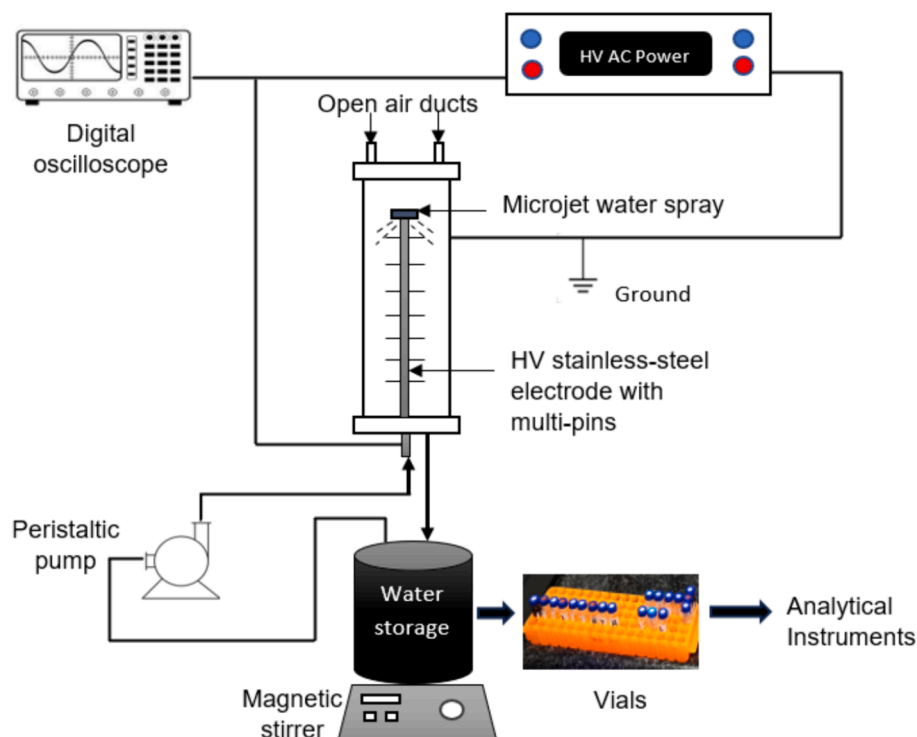 HV AC Power
Digital
oscilloscope
Open air ducts
Microjet water spray
Ground
HV stainless-steel
electrode with
multi-pins
Peristaltic
pump
Water
storage
Analytical
Instruments
Vials
Magnetic
stirrer